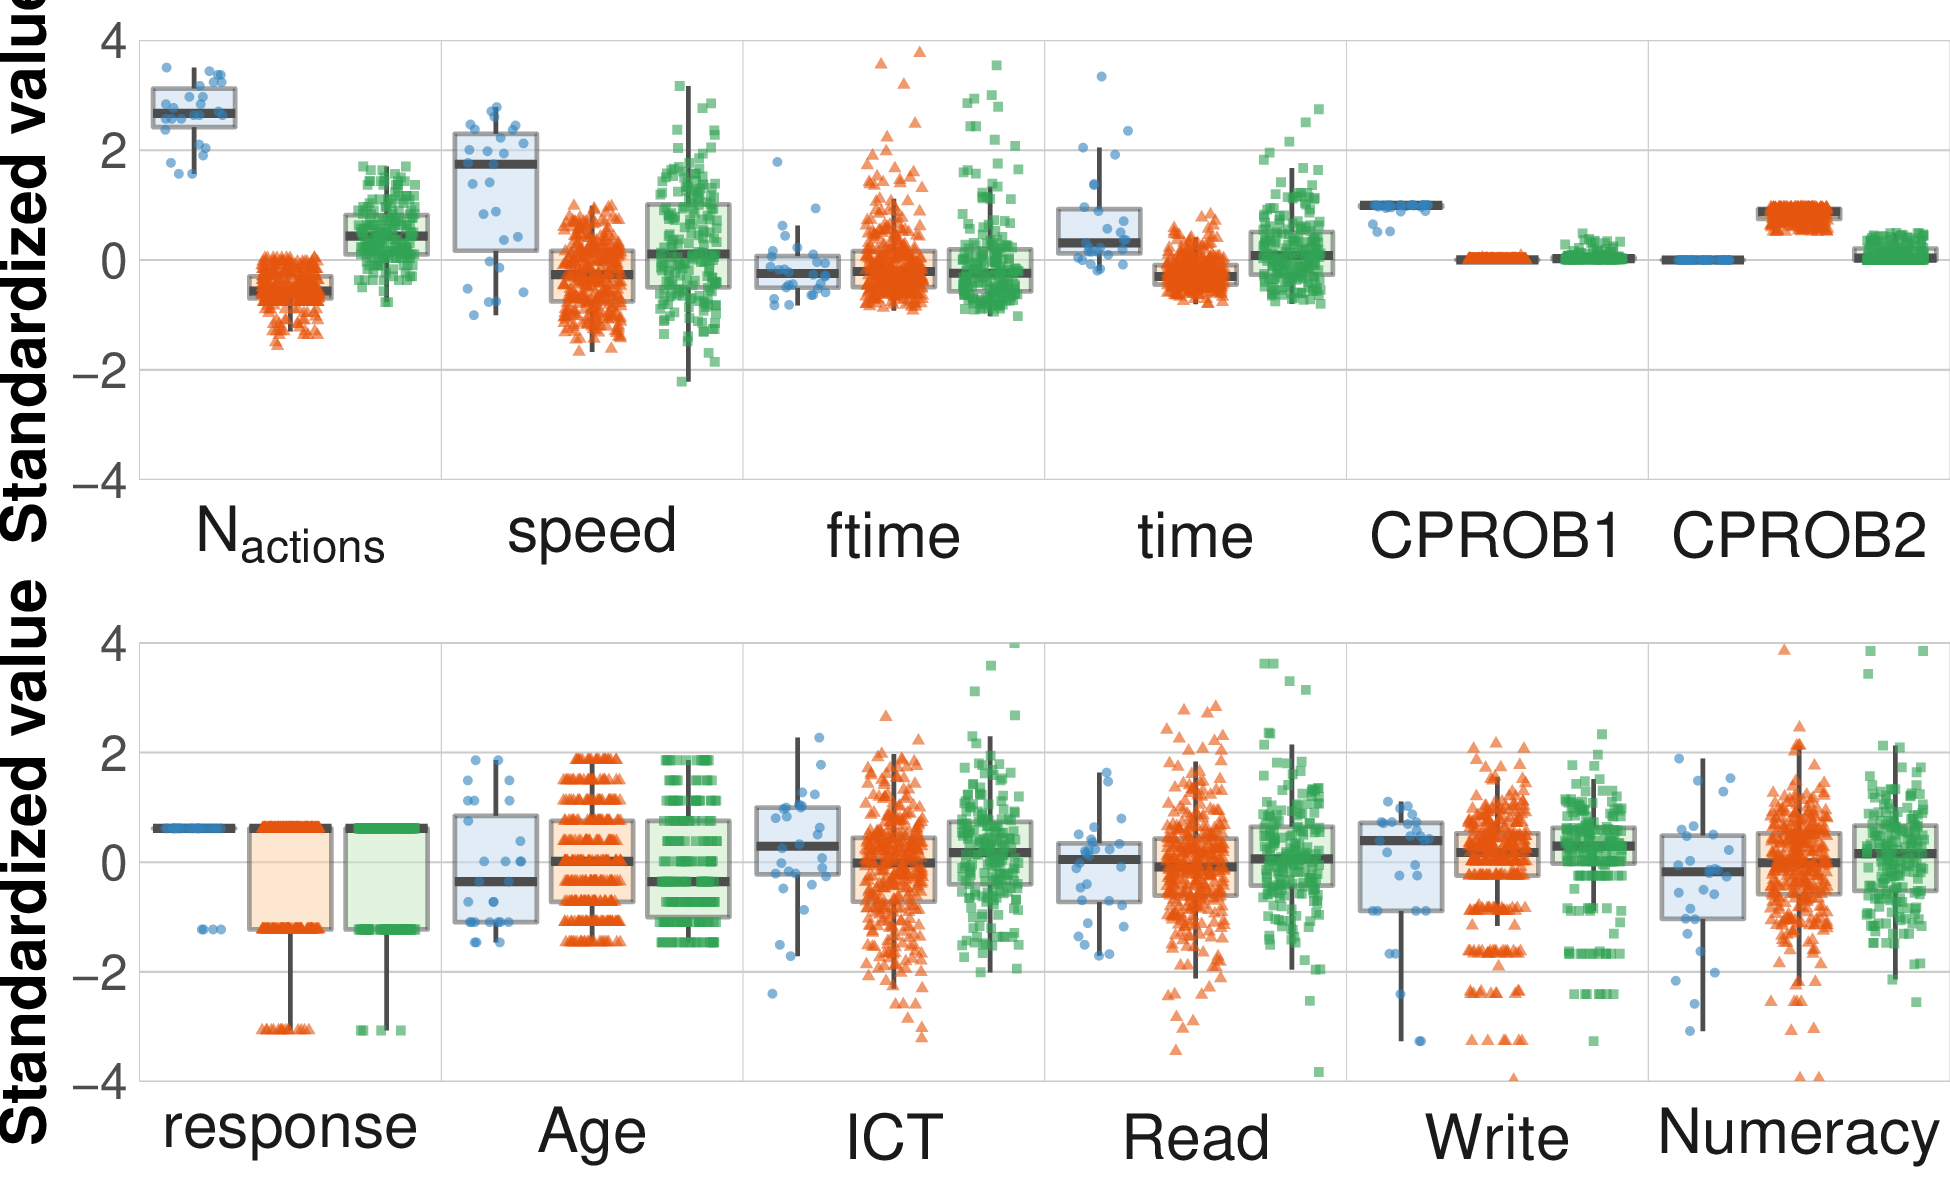 Standardized value
4
2
0
−2
−4
Nactions speed ftime time CPROB1 CPROB2
Standardized value
4
2
0
−2
−4
response Age ICT Read Write Numeracy